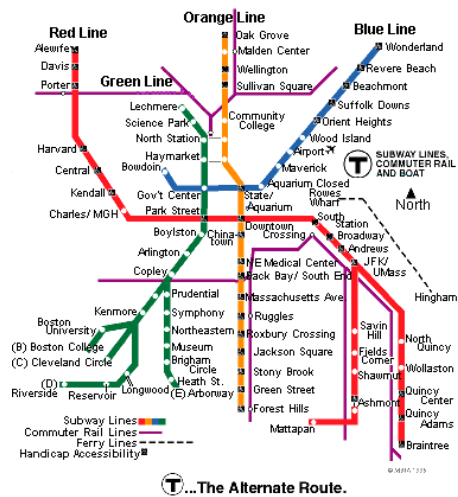 Orange Line
Red Line
Blue Line
Green Line
Alewife
Davis
Porter
Harvard
Central
Kendall
Charles/ MGH
Oak Grove
Malden Center
Wellington
Sullivan Square
Community
College
Wonderland
Revere Beach
Beachmont
Suffolk Downs
Orient Heights
Wood Island
Airport
Maverick
Aquarium Closed
Lechmere
Science Park
North Station
Haymarket
Bowdoin
Gov't Center
State/
Aquarium
Park Street
Downtown
Crossing
Boylston
China-
town
Arlington
Copley
T
SUBWAY LINES,
COMMUTER RAIL
AND BOAT
North
Rowes
Wharf
Hingham
South
Station
Broadway
Andrews
JFK/
UMass
NE Medical Center
Back Bay/ South End
Massachusetts Ave
Ruggles
Roxbury Crossing
Jackson Square
Stony Brook
Green Street
Forest Hills
Prudential
Symphony
Northeastern
Museum
Brigham
Circle
Heath St.
(E) Arborway
Kenmore
Boston
University
(B) Boston College
(C) Cleveland Circle
(D)
Riverside
Reservoir
Longwood
Savin
Hill
Fields
Corner
Shawmut
Ashmont
Mattapan
North
Quincy
Wollaston
Quincy
Center
Quincy
Adams
Braintree
Subway Lines
Commuter Rail Lines
Ferry Lines
Handicap Accessibility
T...The Alternate Route.